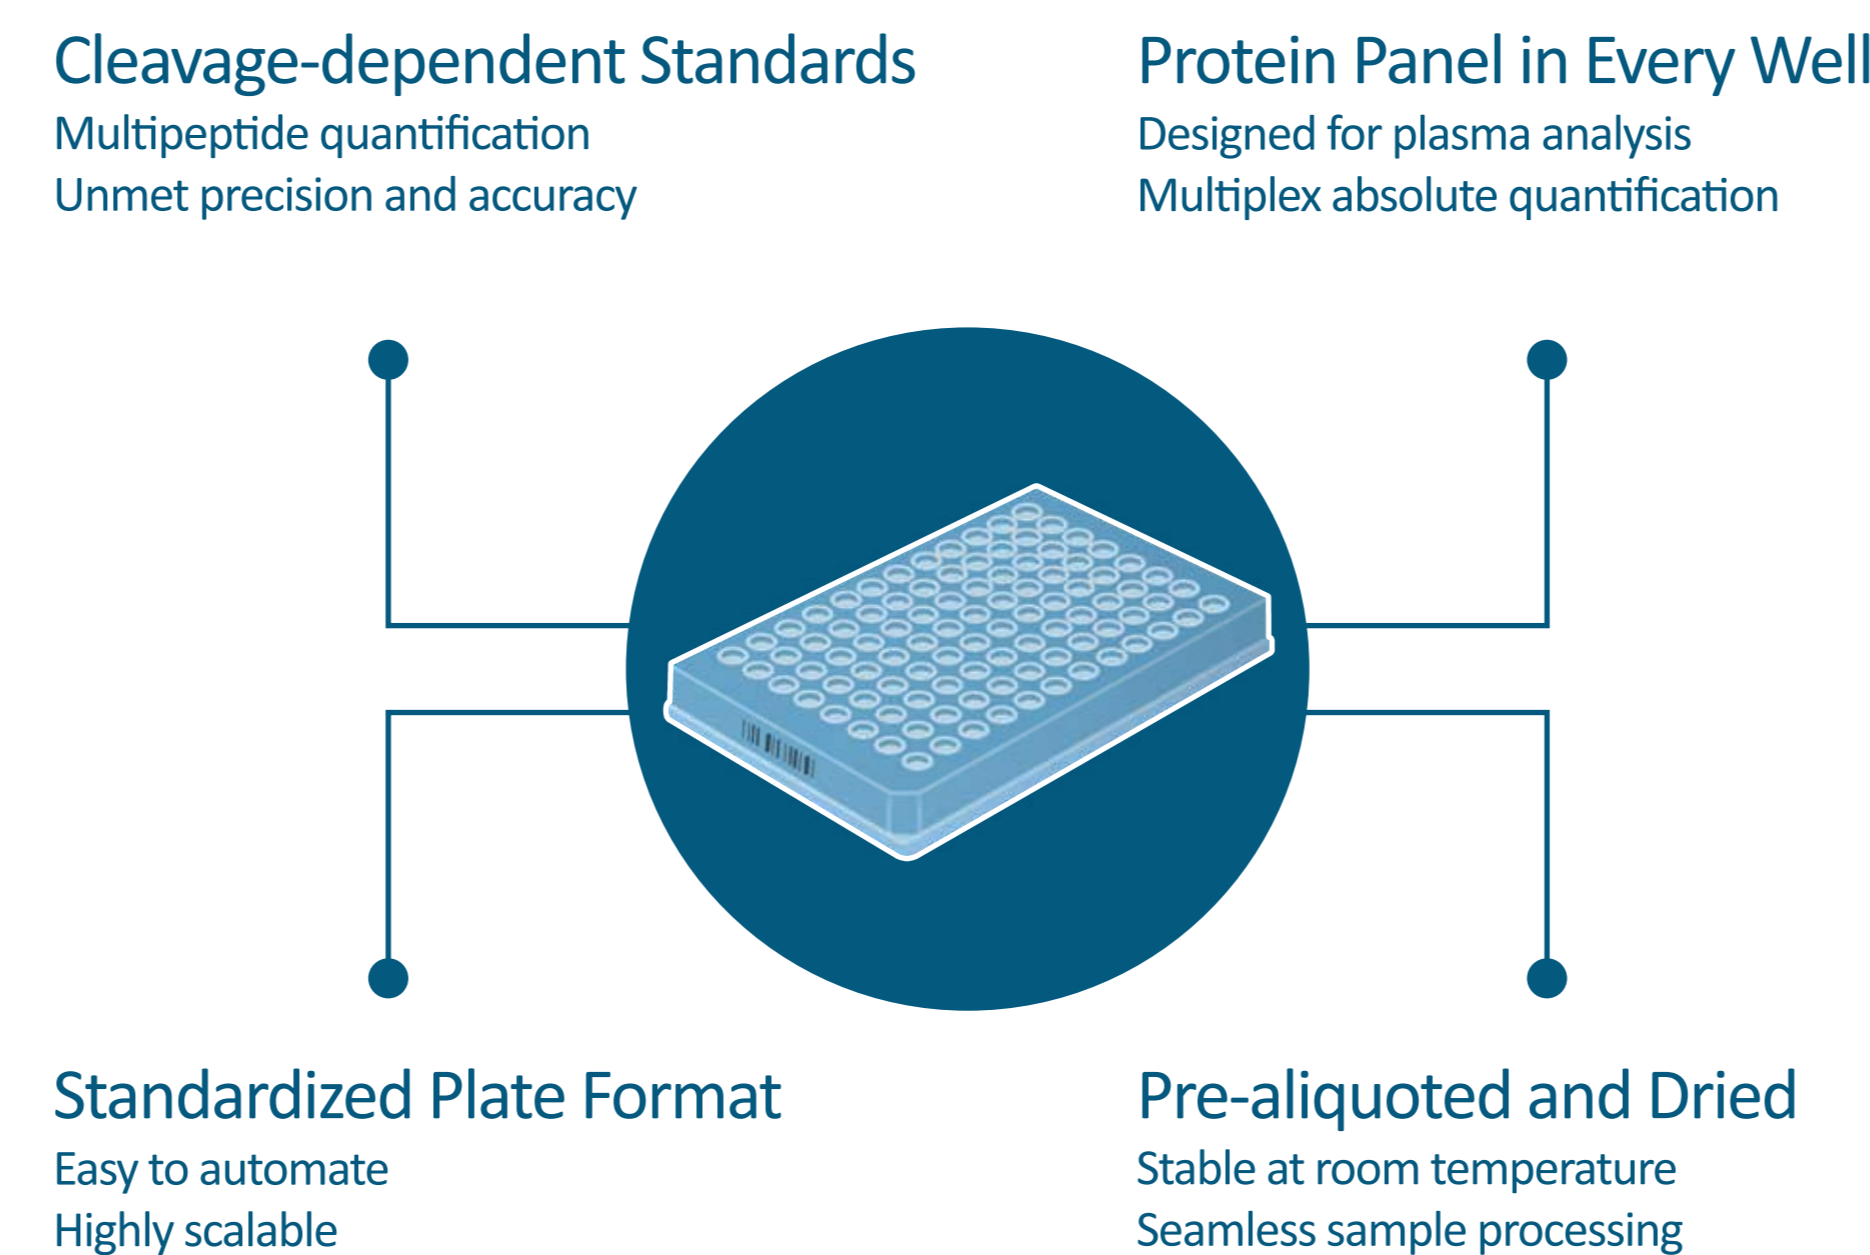 Cleavage-dependent Standards
Multipeptide quantification
Unmet precision and accuracy
Protein Panel in Every Well
Designed for plasma analysis
Multiplex absolute quantification
Standardized Plate Format
Easy to automate
Highly scalable
Pre-aliquoted and Dried
Stable at room temperature
Seamless sample processing